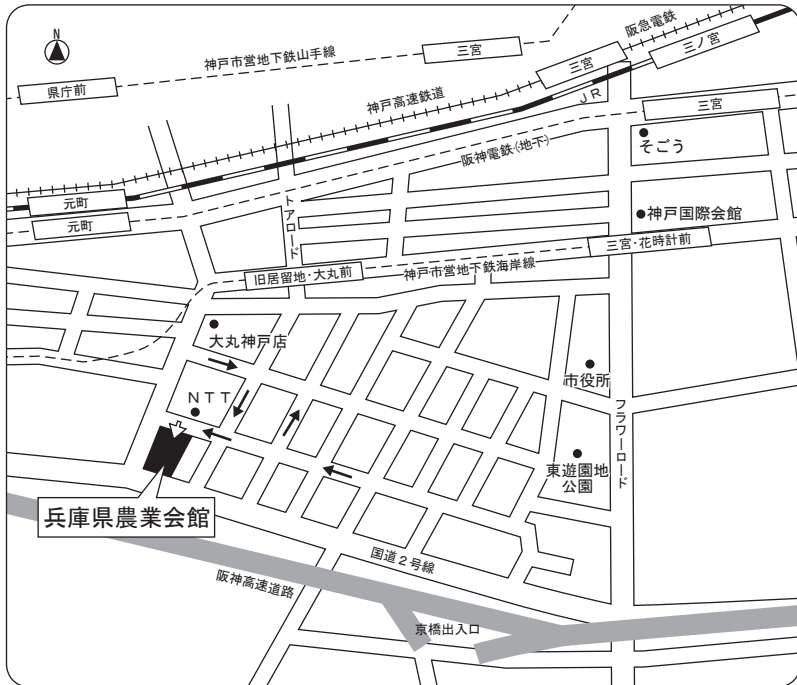 N
神戸市営地下鉄山手線
三宮
阪急電鉄
三ノ宮
三宮
県庁前
神戸高速鉄道
JR
三宮
阪神電鉄(地下)
そごう
元町
元町
トアロード
神戸国際会館
三宮・花時計前
旧居留地・大丸前
神戸市営地下鉄海岸線
大丸神戸店
市役所
NTT
フラワーロード
東遊園地
公園
兵庫県農業会館
国道2号線
阪神高速道路
京橋出入口